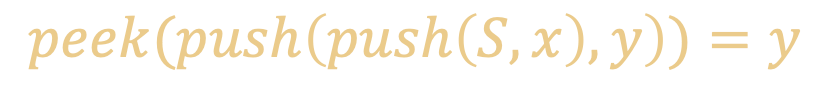 peek(push(push(S, x), y)) = y